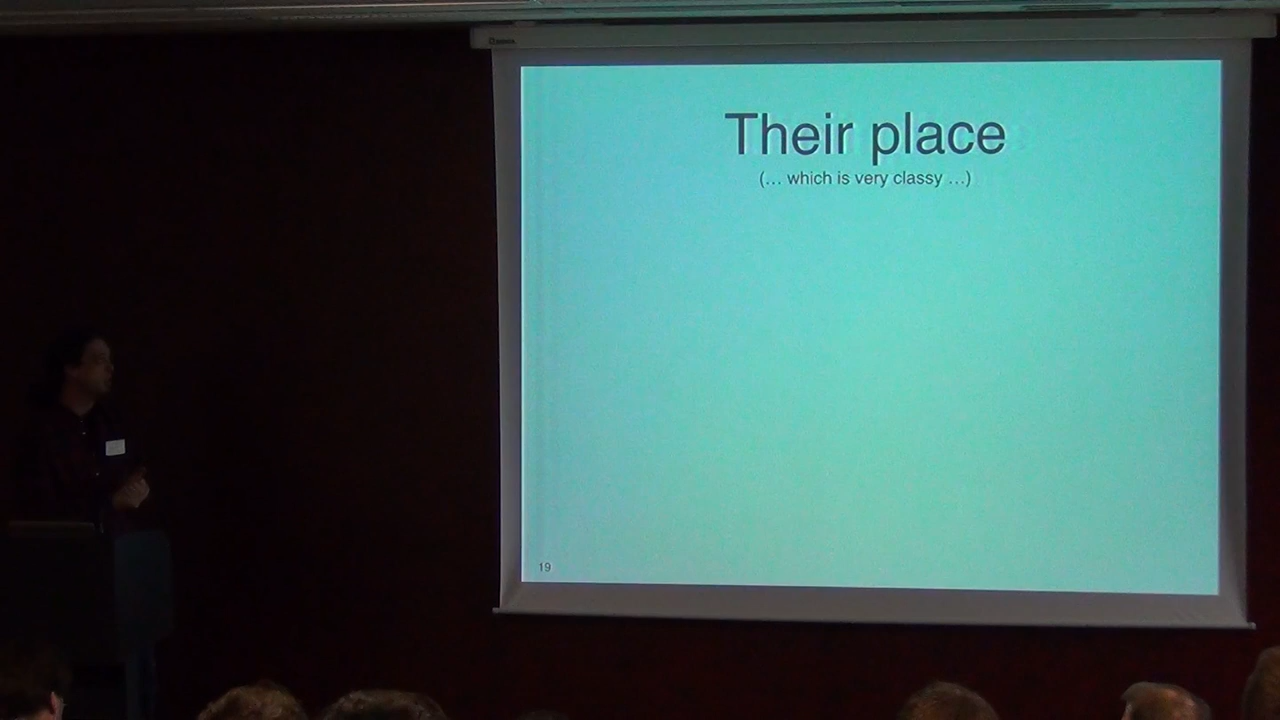 Their place
(... which is very classy ...)
19